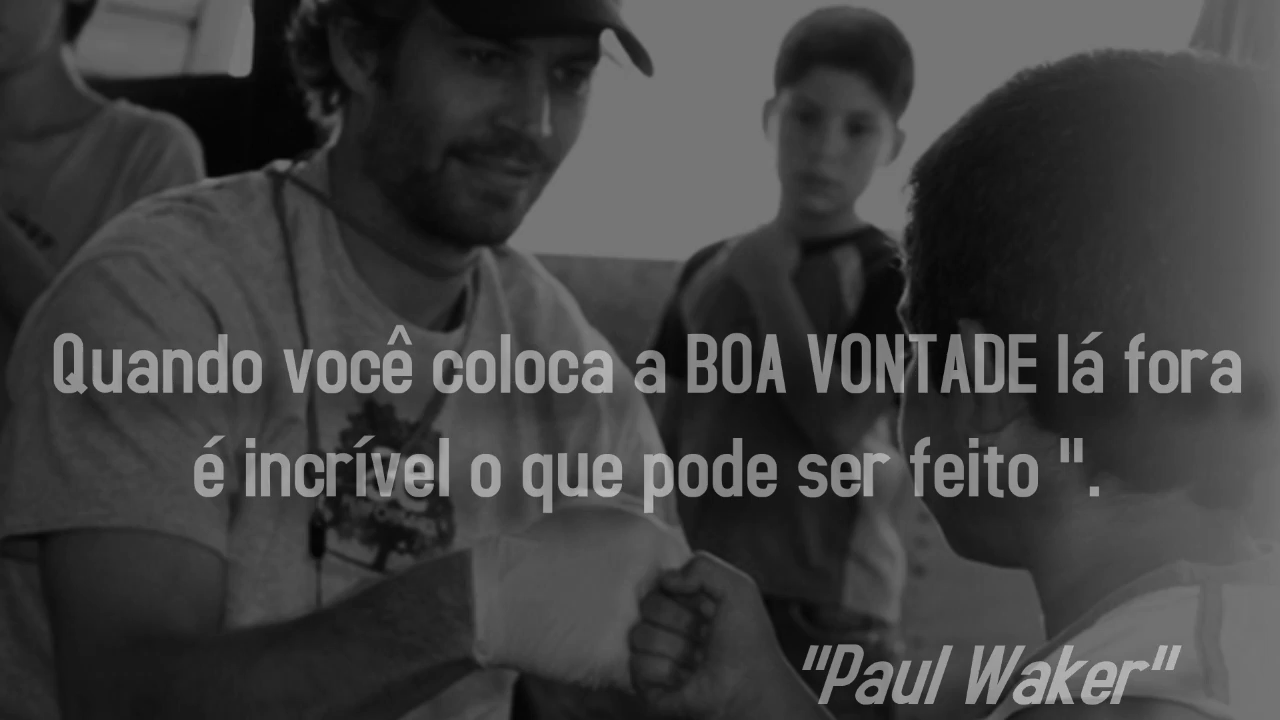 Quando você coloca a BOA VONTADE lá fora
é incrível o que pode ser feito ".
"Paul Waker"